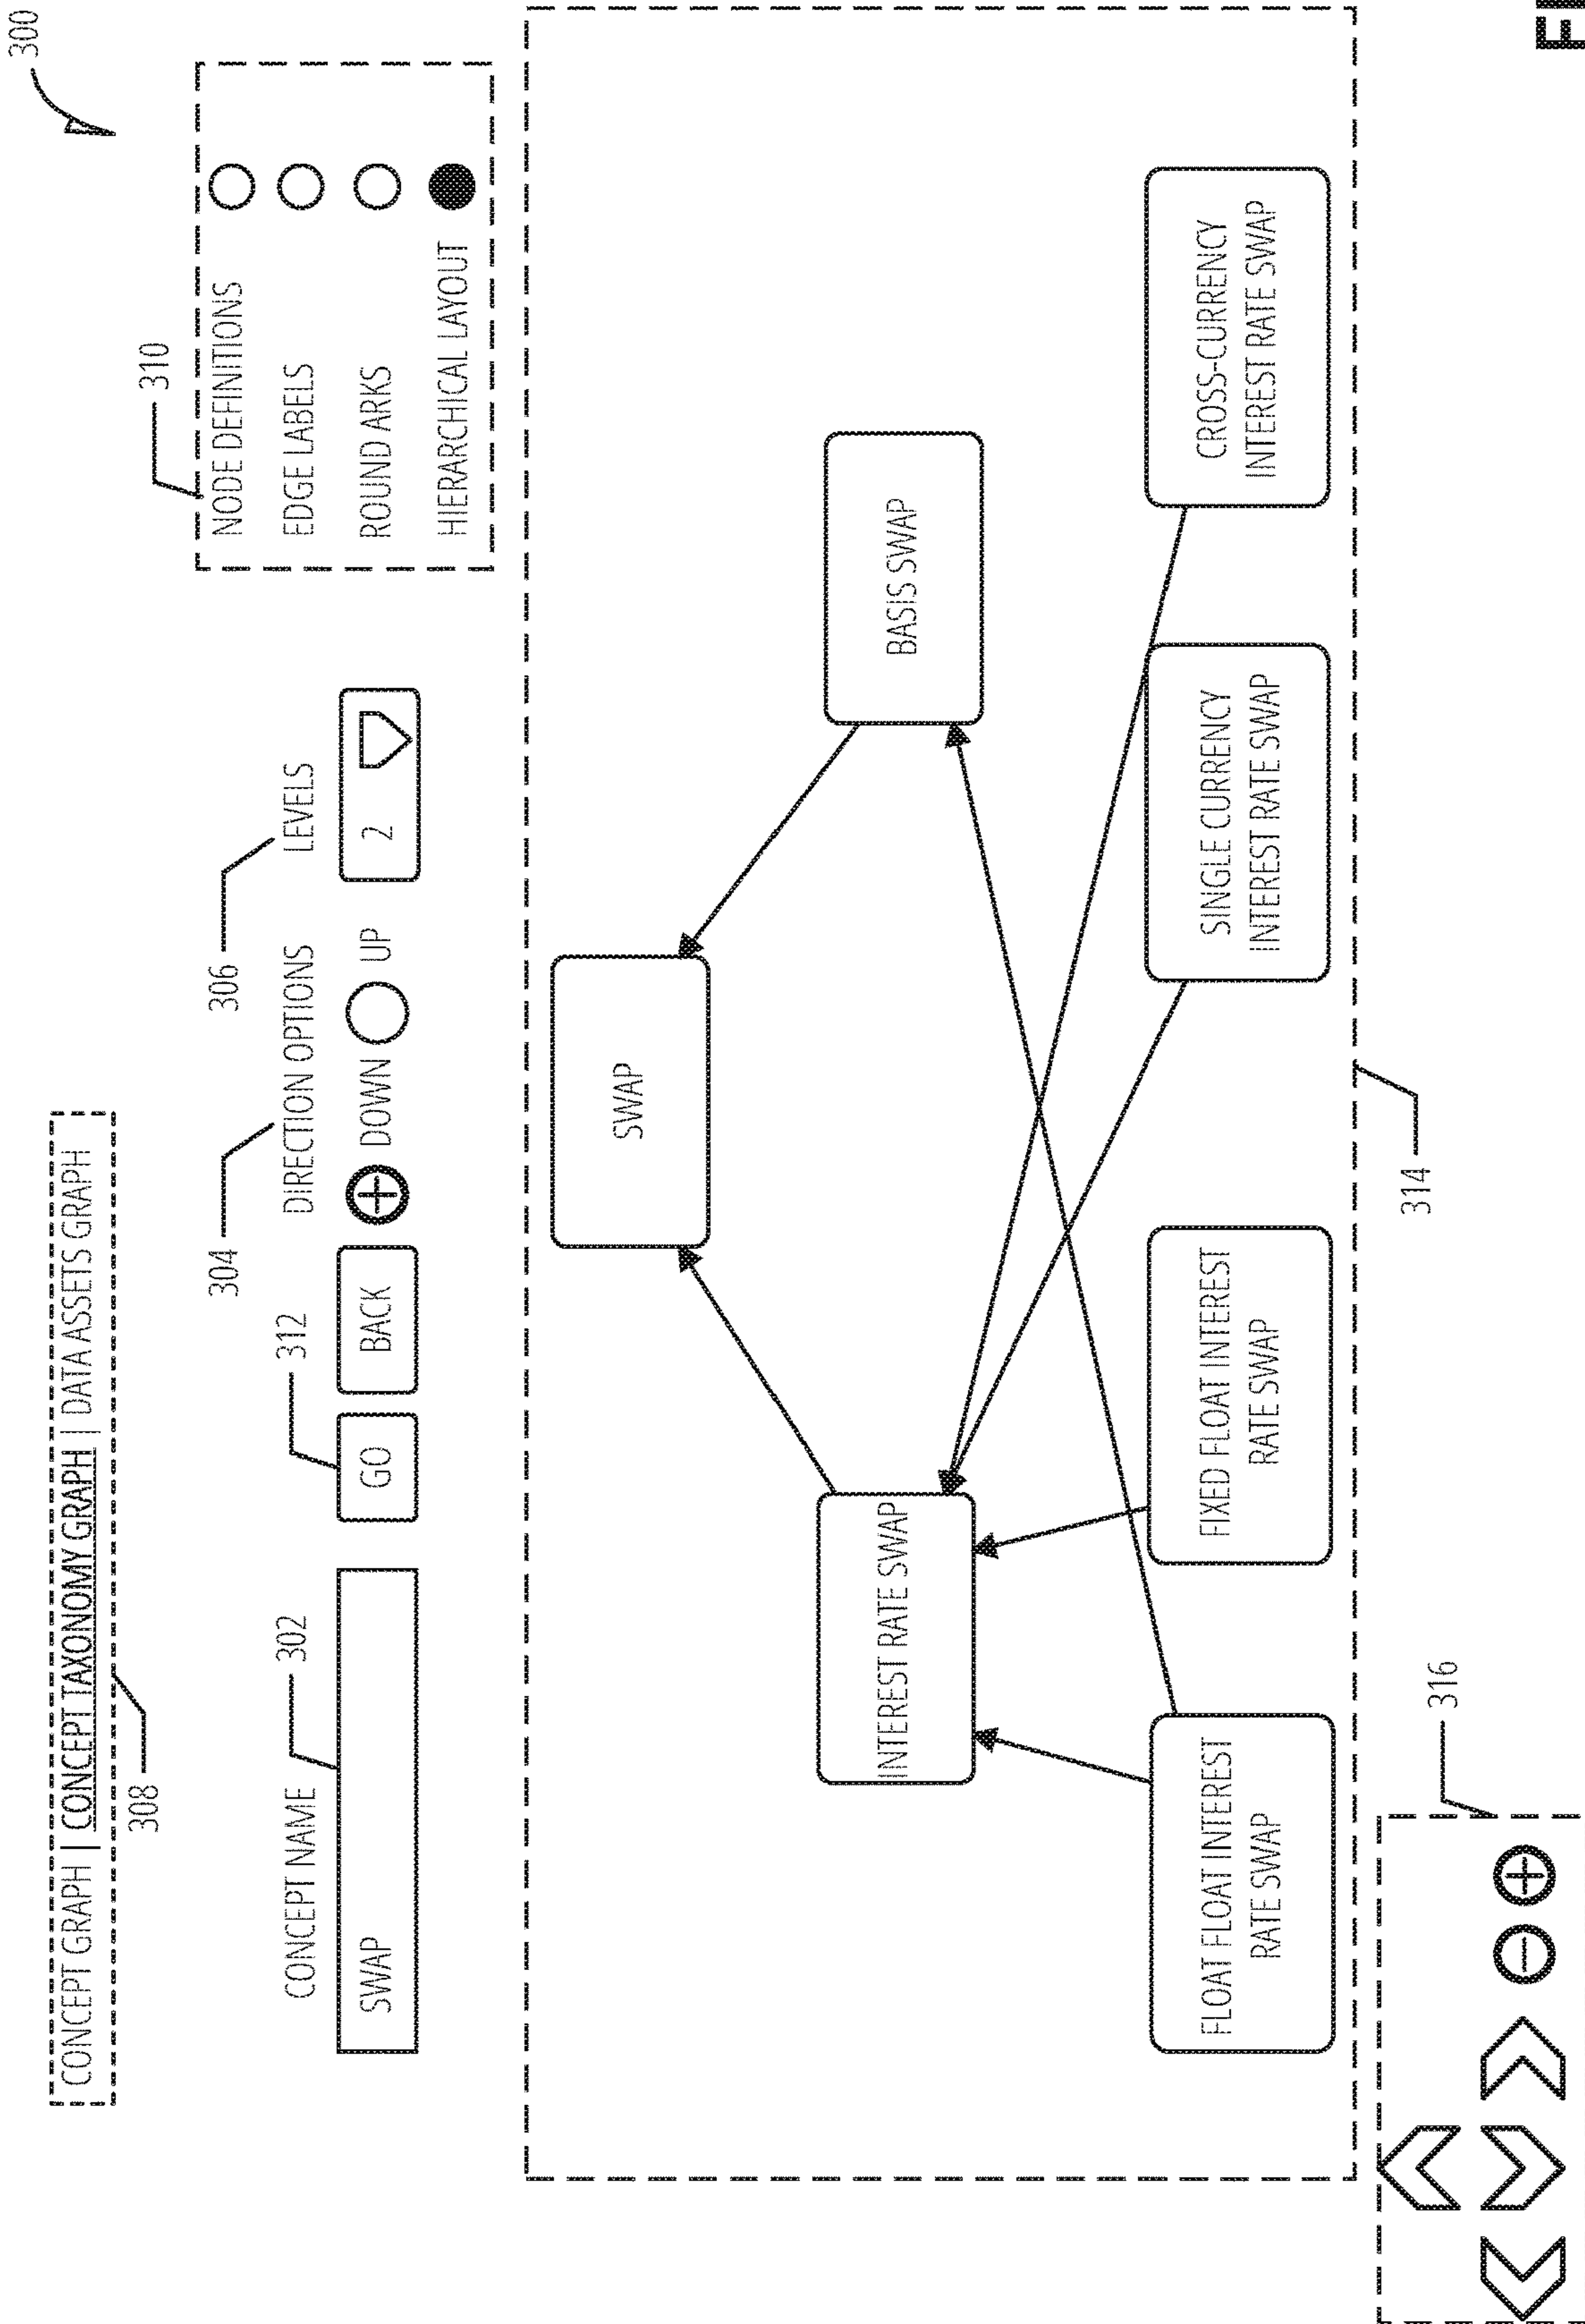 300
CONCEPT GRAPH | CONCEPT TAXONOMY GRAPH | DATA ASSETS GRAPH
308
310
NODE DEFINITIONS
EDGE LABELS
ROUND ARKS
HIERARCHICAL LAYOUT
CONCEPT NAME
302
312
304
DIRECTION OPTIONS
306
LEVELS
SWAP
GO
BACK
DOWN
UP
2
SWAP
INTEREST RATE SWAP
BASIS SWAP
FLOAT FLOAT INTEREST
RATE SWAP
FIXED FLOAT INTEREST
RATE SWAP
SINGLE CURRENCY
INTEREST RATE SWAP
CROSS-CURRENCY
INTEREST RATE SWAP
314
316